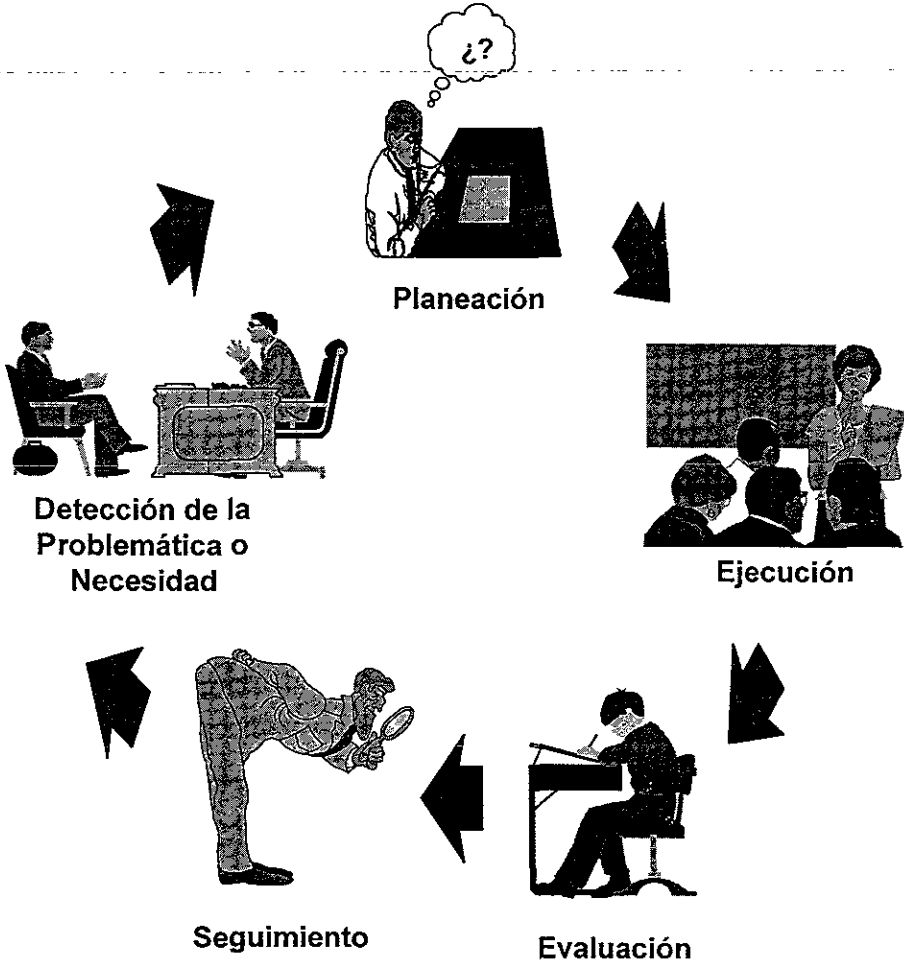 ¿?
Planeación
Detección de la
Problemática o
Necesidad
Ejecución
Seguimiento
Evaluación